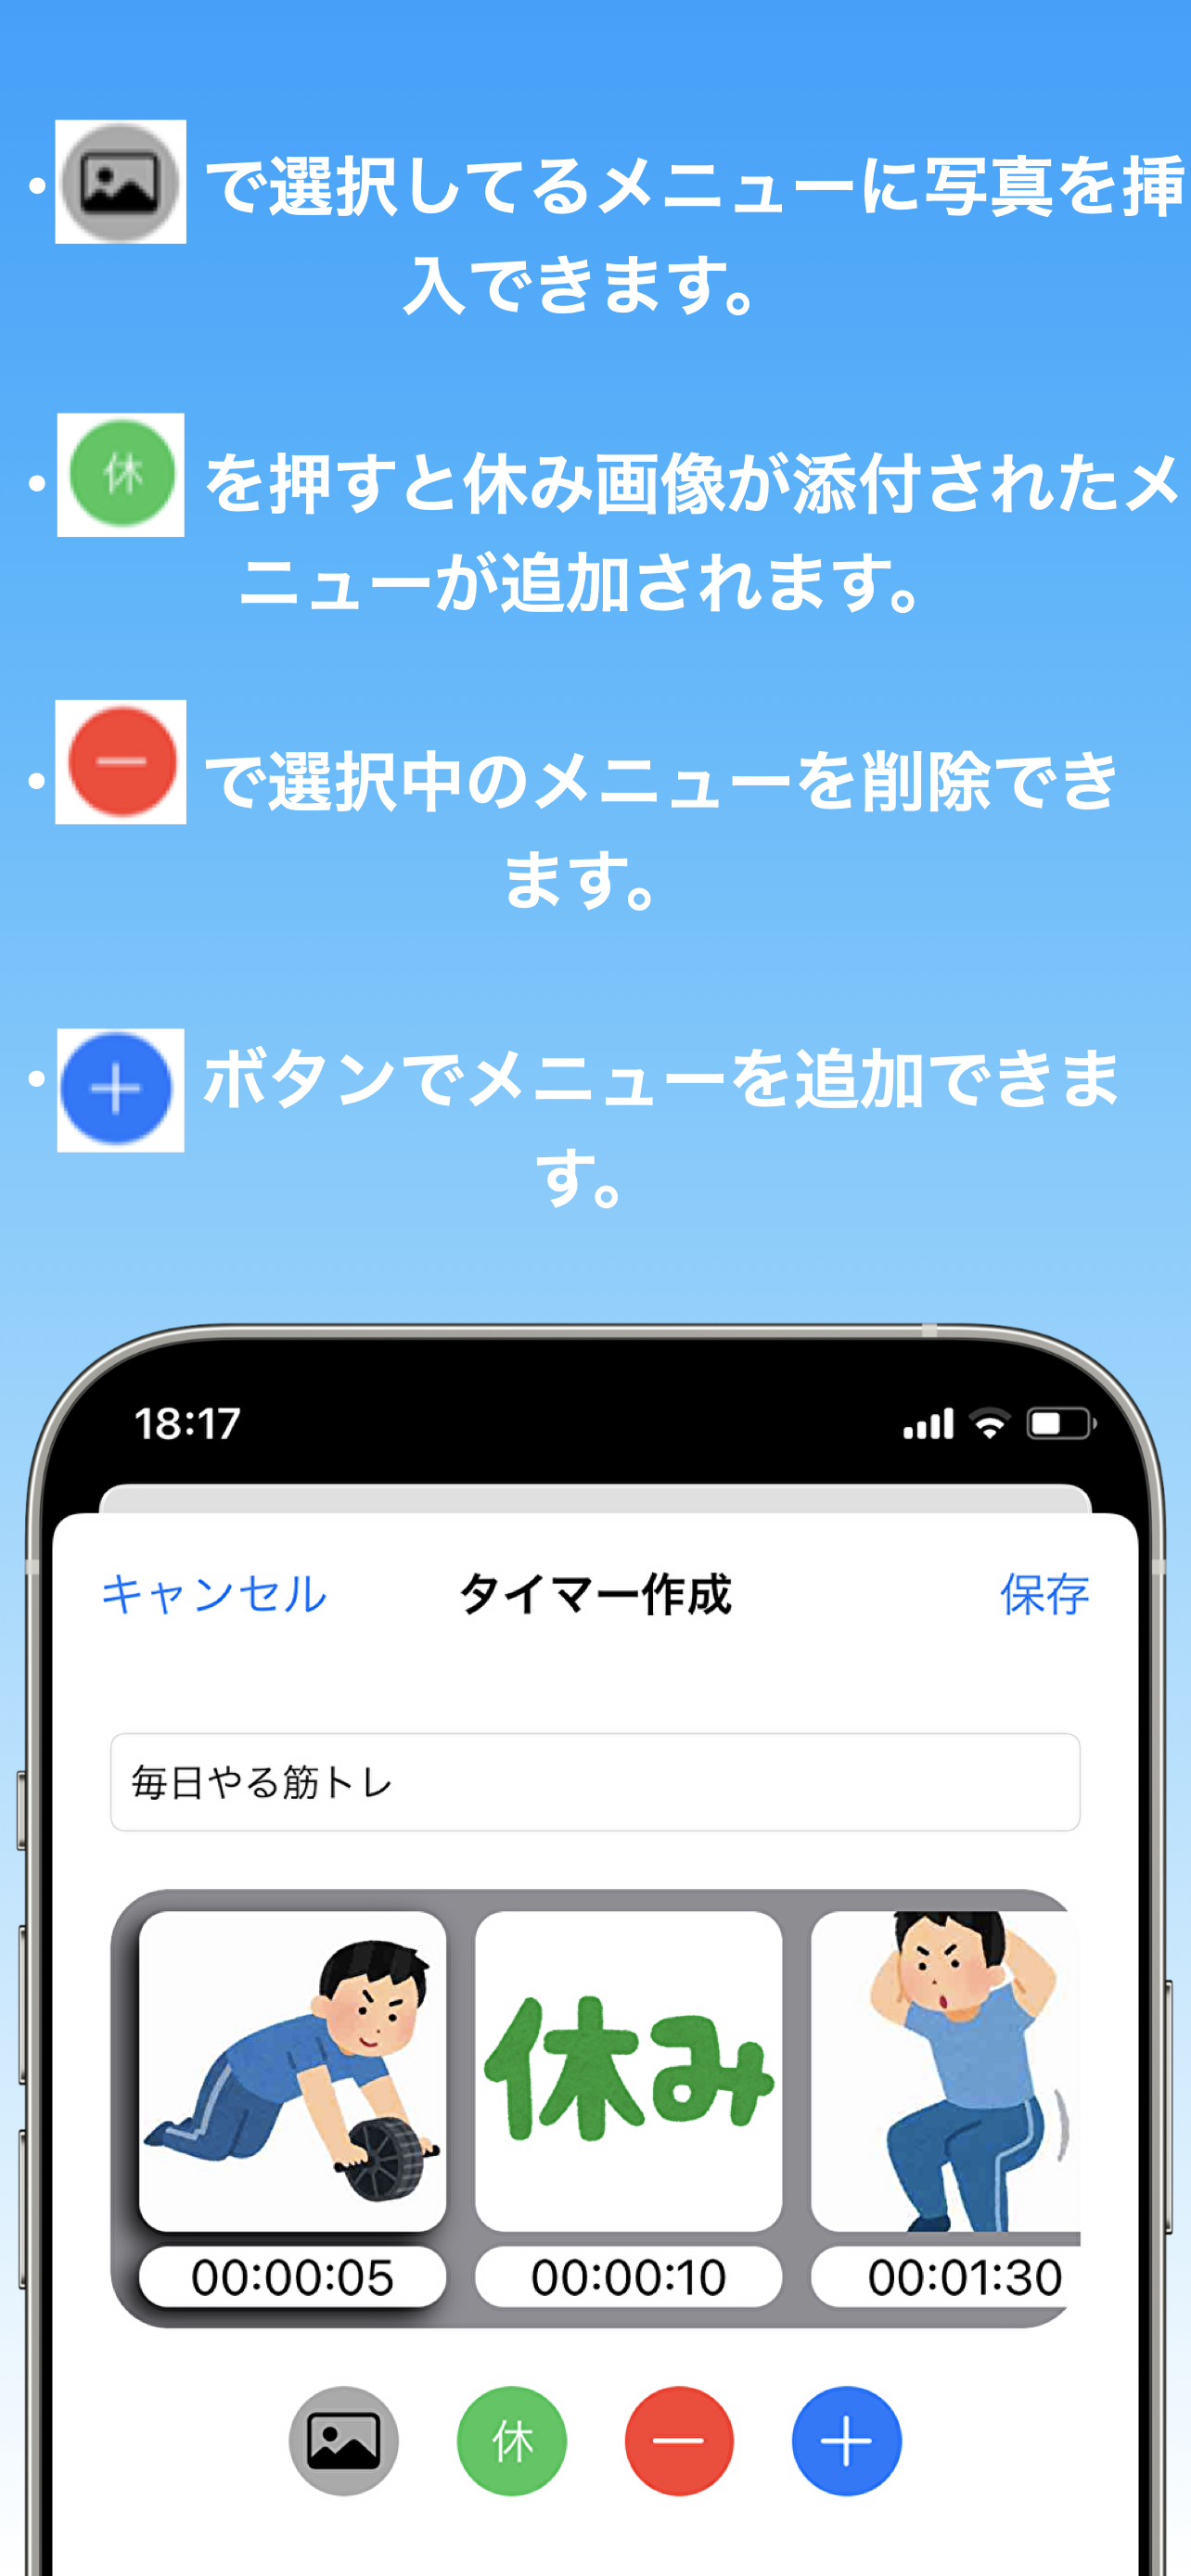 ・で選択してるメニューに写真を挿
入できます。
・休 を押すと休み画像が添付されたメ
ニューが追加されます。
・で選択中のメニューを削除でき
ます。
・ボタンでメニューを追加できま
す。
18:17
キャンセル タイマー作成 保存
毎日やる筋トレ
休み
00:00:05 00:00:10 00:01:30
休